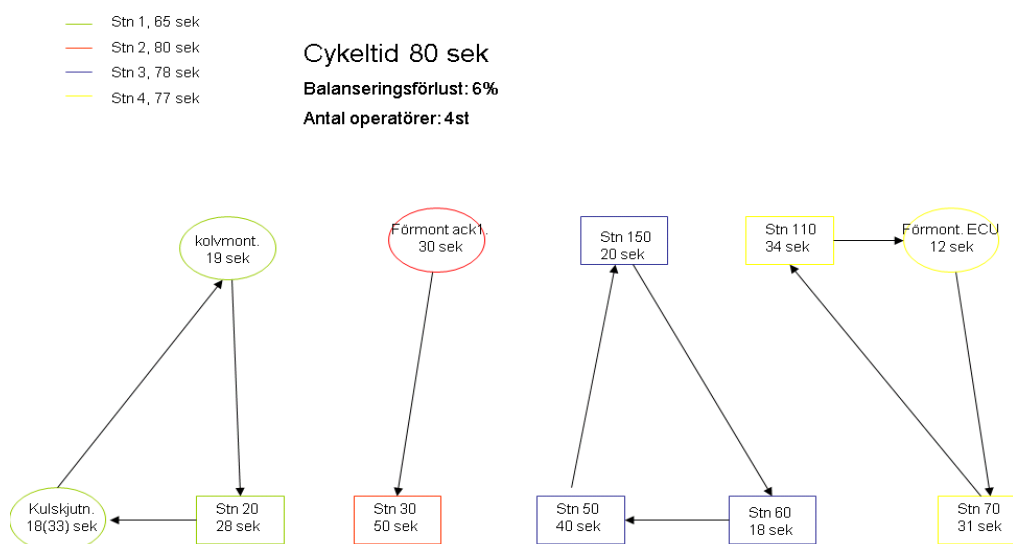 Stn 1, 65 sek
Stn 2, 80 sek
Stn 3, 78 sek
Stn 4, 77 sek
Cykeltid 80 sek
Balanseringsförlust: 6%
Antal operatörer: 4st
kolvmont.
19 sek
Förmont ack1.
30 sek
Stn 150
20 sek
Stn 110
34 sek
Förmont. ECU
12 sek
Kulskjutn.
18(33) sek
Stn 20
28 sek
Stn 30
50 sek
Stn 50
40 sek
Stn 60
18 sek
Stn 70
31 sek